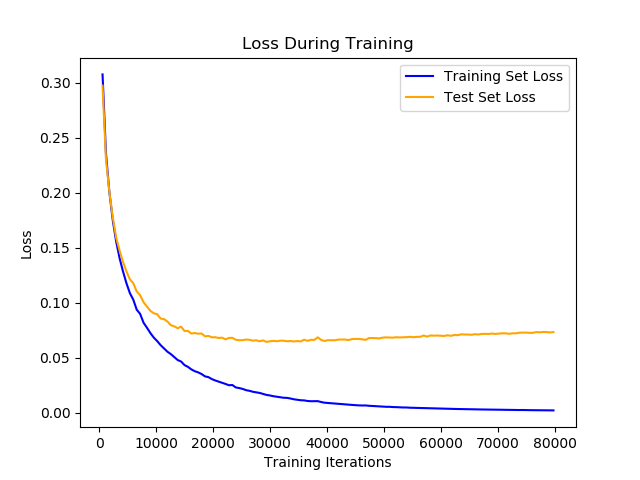 Loss During Training
Training Set Loss
Test Set Loss
Loss
0.30
0.25
0.20
0.15
0.10
0.05
0.00
0 10000 20000 30000 40000 50000 60000 70000 80000
Training Iterations